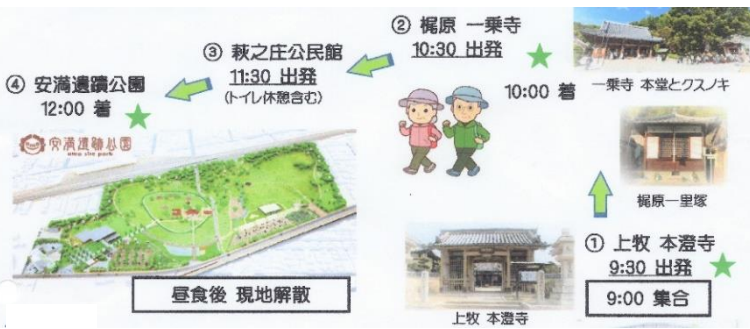 ② 梶原 一乗寺
10:30 出発
10:00 着
③ 萩之庄公民館
11:30 出発
(トイレ休憩含む)
④ 安満遺蹟公園
12:00 着
安満遺跡公園
ama site park
昼食後 現地解散
一乗寺 本堂とクスノキ
梶原一里塚
① 上牧 本澄寺
9:30 出発
9:00 集合
上牧 本澄寺